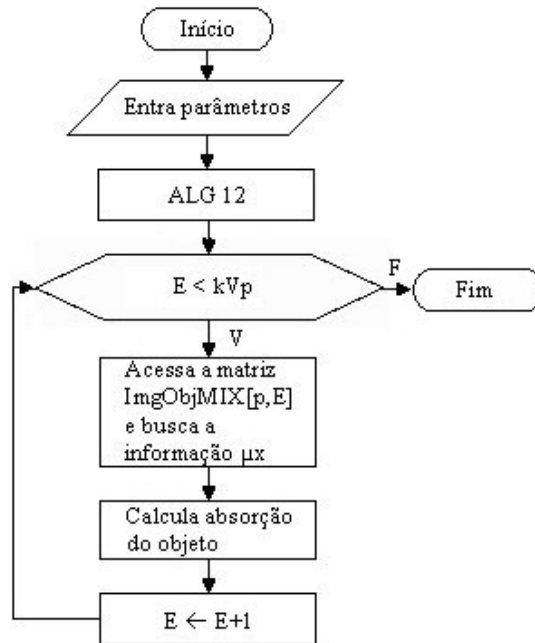 Início
Entra parâmetros
ALG 12
E < kVp
F
Fim
V
Acessa a matriz
ImgObjMIX[p,E]
e busca a
informação μx
Calcula absorção
do objeto
E ← E+1